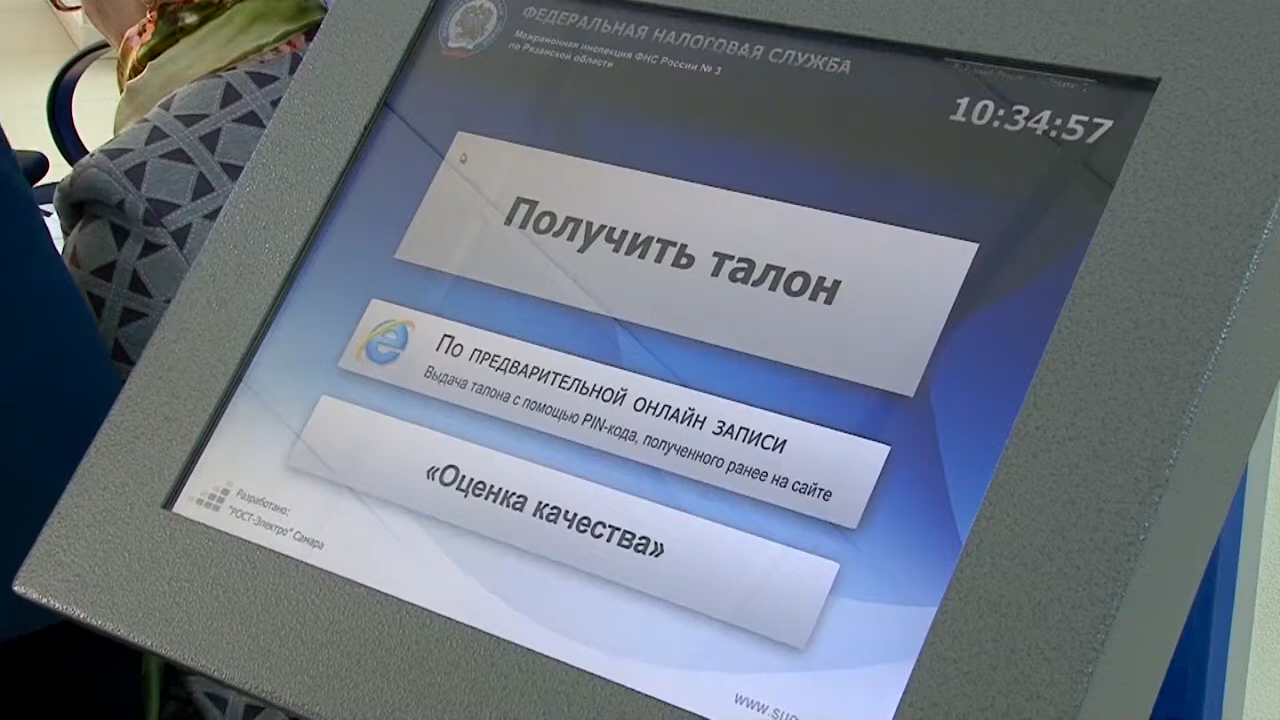 ФЕДЕРАЛЬНАЯ НАЛОГОВАЯ СЛУЖБА
Межрайонная инспекция ФНС России № 3
по Рязанской области
10:34:57
Получить талон
По ПРЕДВАРИТЕЛЬНОЙ ОНЛАЙН ЗАПИСИ
Выдача талона с помощью PIN-кода, полученного ранее на сайте
«Оценка качества»
Разработано:
"РОСТ-Электро" Самара